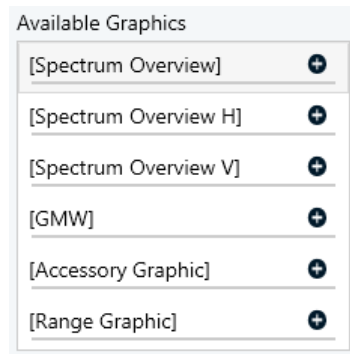 Available Graphics
[Spectrum Overview]
[Spectrum Overview H]
[Spectrum Overview V]
[GMW]
[Accessory Graphic]
[Range Graphic]